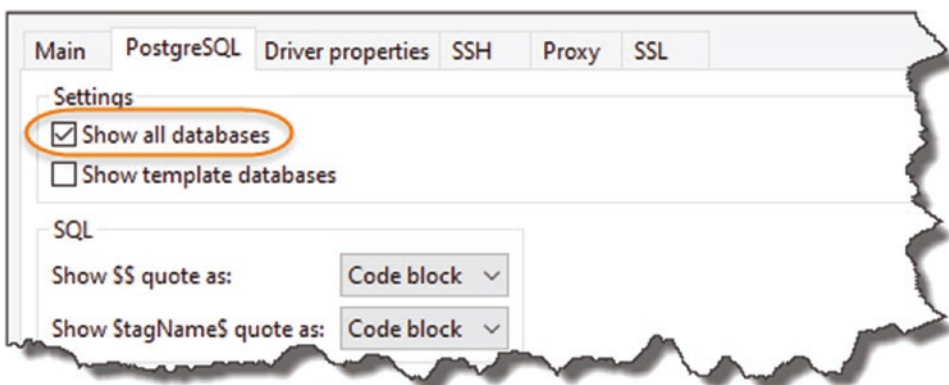 Main PostgreSQL Driver properties SSH Proxy SSL
Settings
Show all databases
Show template databases
SQL
Show $$ quote as: Code block
Show $tagName$ quote as: Code block